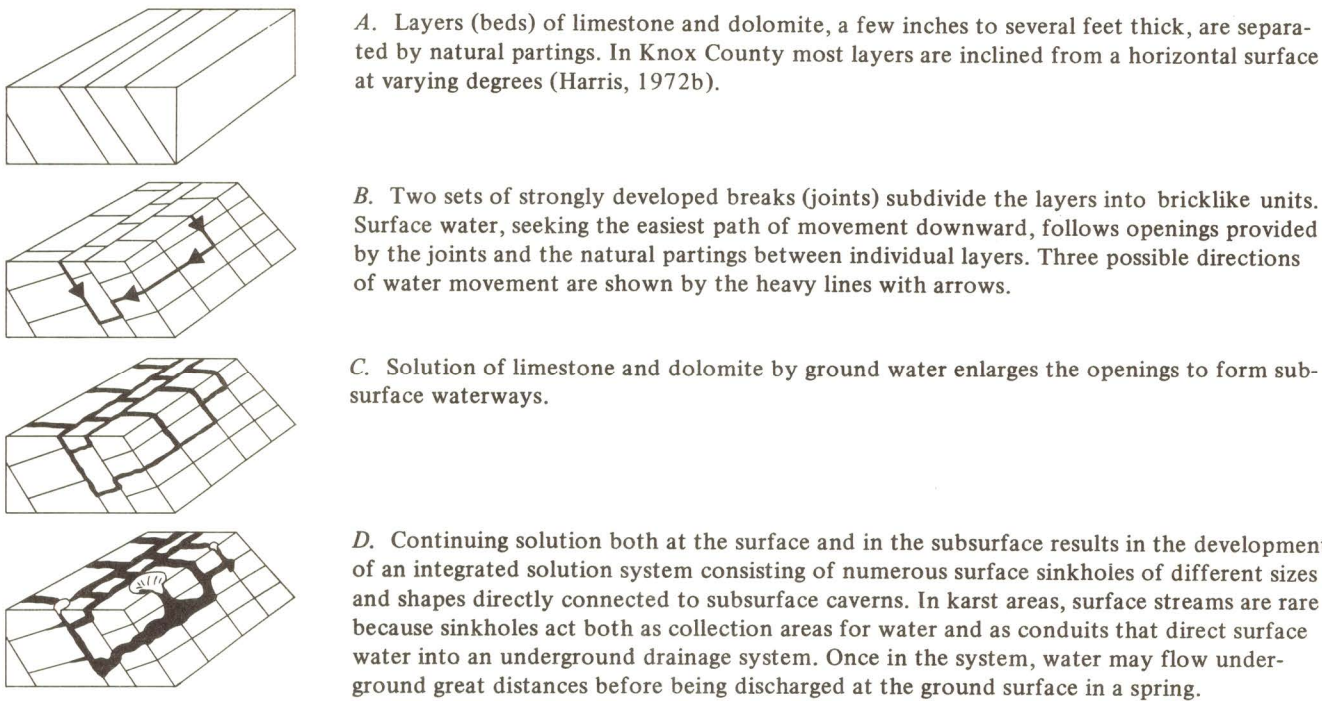 A. Layers (beds) of limestone and dolomite, a few inches to several feet thick, are separa-
ted by natural partings. In Knox County most layers are inclined from a horizontal surface
at varying degrees (Harris, 1972b).
B. Two sets of strongly developed breaks (joints) subdivide the layers into bricklike units.
Surface water, seeking the easiest path of movement downward, follows openings provided
by the joints and the natural partings between individual layers. Three possible directions
of water movement are shown by the heavy lines with arrows.
C. Solution of limestone and dolomite by ground water enlarges the openings to form sub-
surface waterways.
D. Continuing solution both at the surface and in the subsurface results in the development
of an integrated solution system consisting of numerous surface sinkholes of different sizes
and shapes directly connected to subsurface caverns. In karst areas, surface streams are rare
because sinkholes act both as collection areas for water and as conduits that direct surface
water into an underground drainage system. Once in the system, water may flow under-
ground great distances before being discharged at the ground surface in a spring.